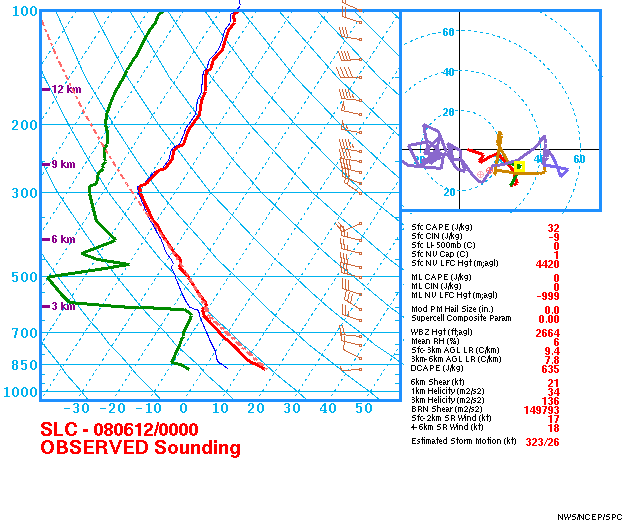 100
60
40
12 km
20
200
20 40 60
9 km
20
300
6 km
500
3 km
700
850
1000
-30 -20 -10 0 10 20 30 40 50
SLC - 080612/0000
OBSERVED Sounding
Sfc CAPE (J/kg) 32
Sfc CIN (J/kg) -9
Sfc LI-500mb (C) 0
Sfc NV Cap (C) 1
Sfc NV LFC Hgt (m;agl) 4420
ML CAPE (J/kg) 0
ML CIN (J/kg) 0
ML NV LFC Hgt (m;agl) -999
Mod PM Hail Size (in.) 0.0
Supercell Composite Param 0.00
WBZ Hgt (ft;agl) 2664
Mean RH (%) 6
Sfc-3km AGL LR (C/km) 9.4
3km-6km AGL LR (C/km) 7.8
DCAPE (J/kg) 635
6km Shear (kt) 21
1km Helicity (m2/s2) 34
3km Helicity (m2/s2) 136
BRN Shear (m2/s2) 149793
Sfc-2km SR Wind (kt) 17
4-6km SR Wind (kt) 18
Estimated Storm Motion (kt) 323/26
NWS/NCEP/SPC